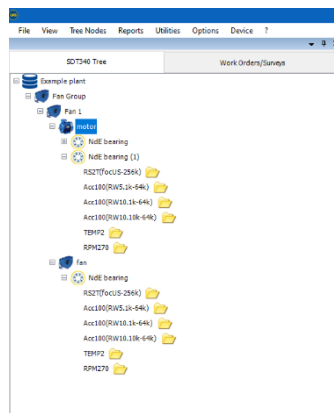 File View Tree Nodes Reports Utilities Options Device ?
SDT340 Tree Work Orders/Surveys
Example plant
Fan Group
Fan 1
motor
NdE bearing
NdE bearing (1)
RS2T(focUS-256k)
Acc100(RW5.1k-64k)
Acc100(RW10.1k-64k)
Acc100(RW10.10k-64k)
TEMP2
RPM270
fan
NdE bearing
RS2T(focUS-256k)
Acc100(RW5.1k-64k)
Acc100(RW10.1k-64k)
Acc100(RW10.10k-64k)
TEMP2
RPM270